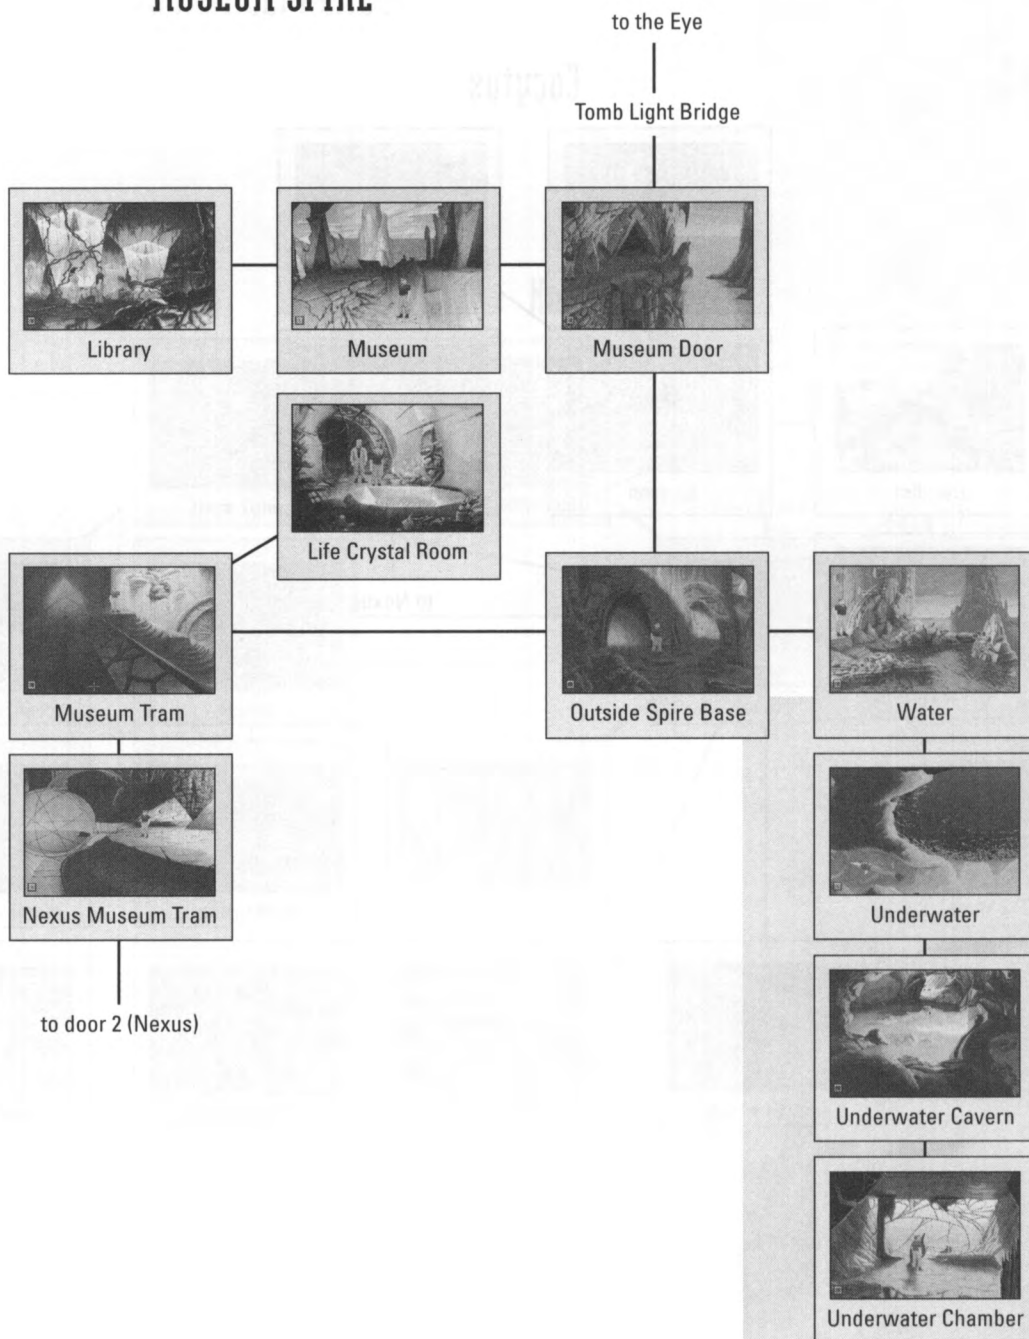 MUSEUM SPIRE
to the Eye
Tomb Light Bridge
Library
Museum
Museum Door
Life Crystal Room
Museum Tram
Outside Spire Base
Water
Nexus Museum Tram
Underwater
to door 2 (Nexus)
Underwater Cavern
Underwater Chamber